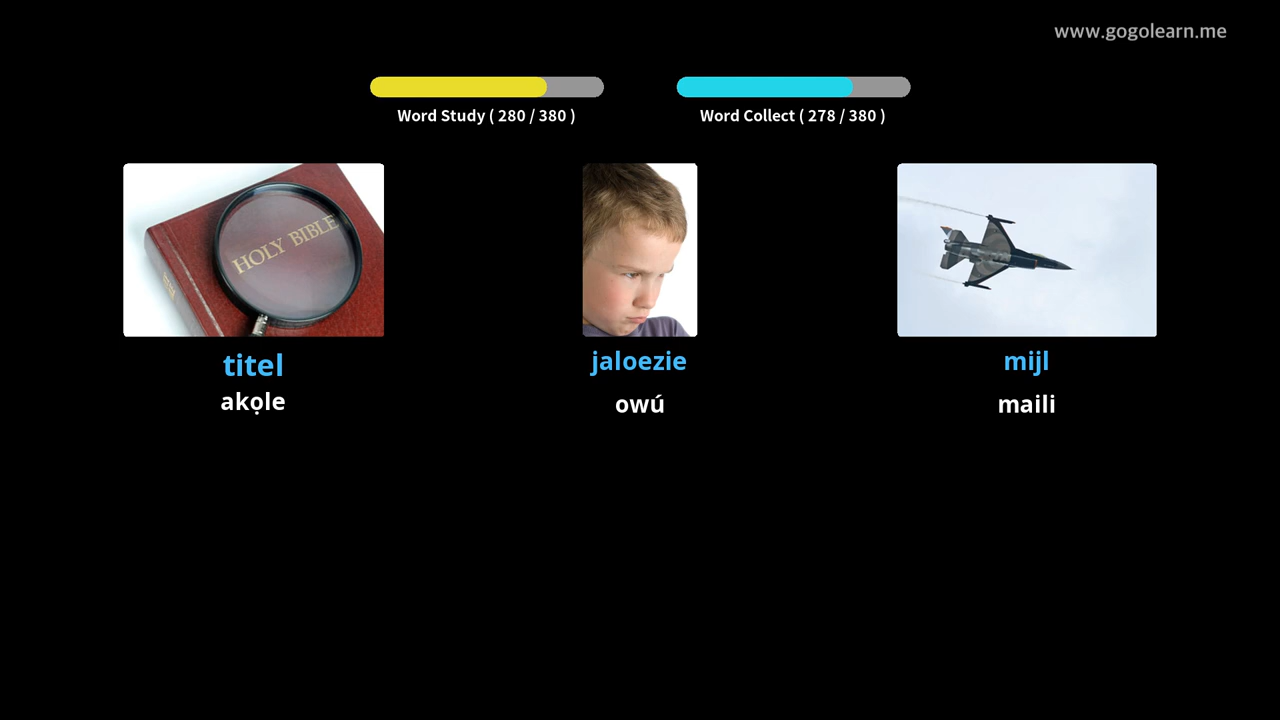 www.gogolearn.me
Word Study ( 280 / 380 )
Word Collect ( 278 / 380 )
HOLY BIBLE
titel
jaloezie
mijl
akọle
owú
maili